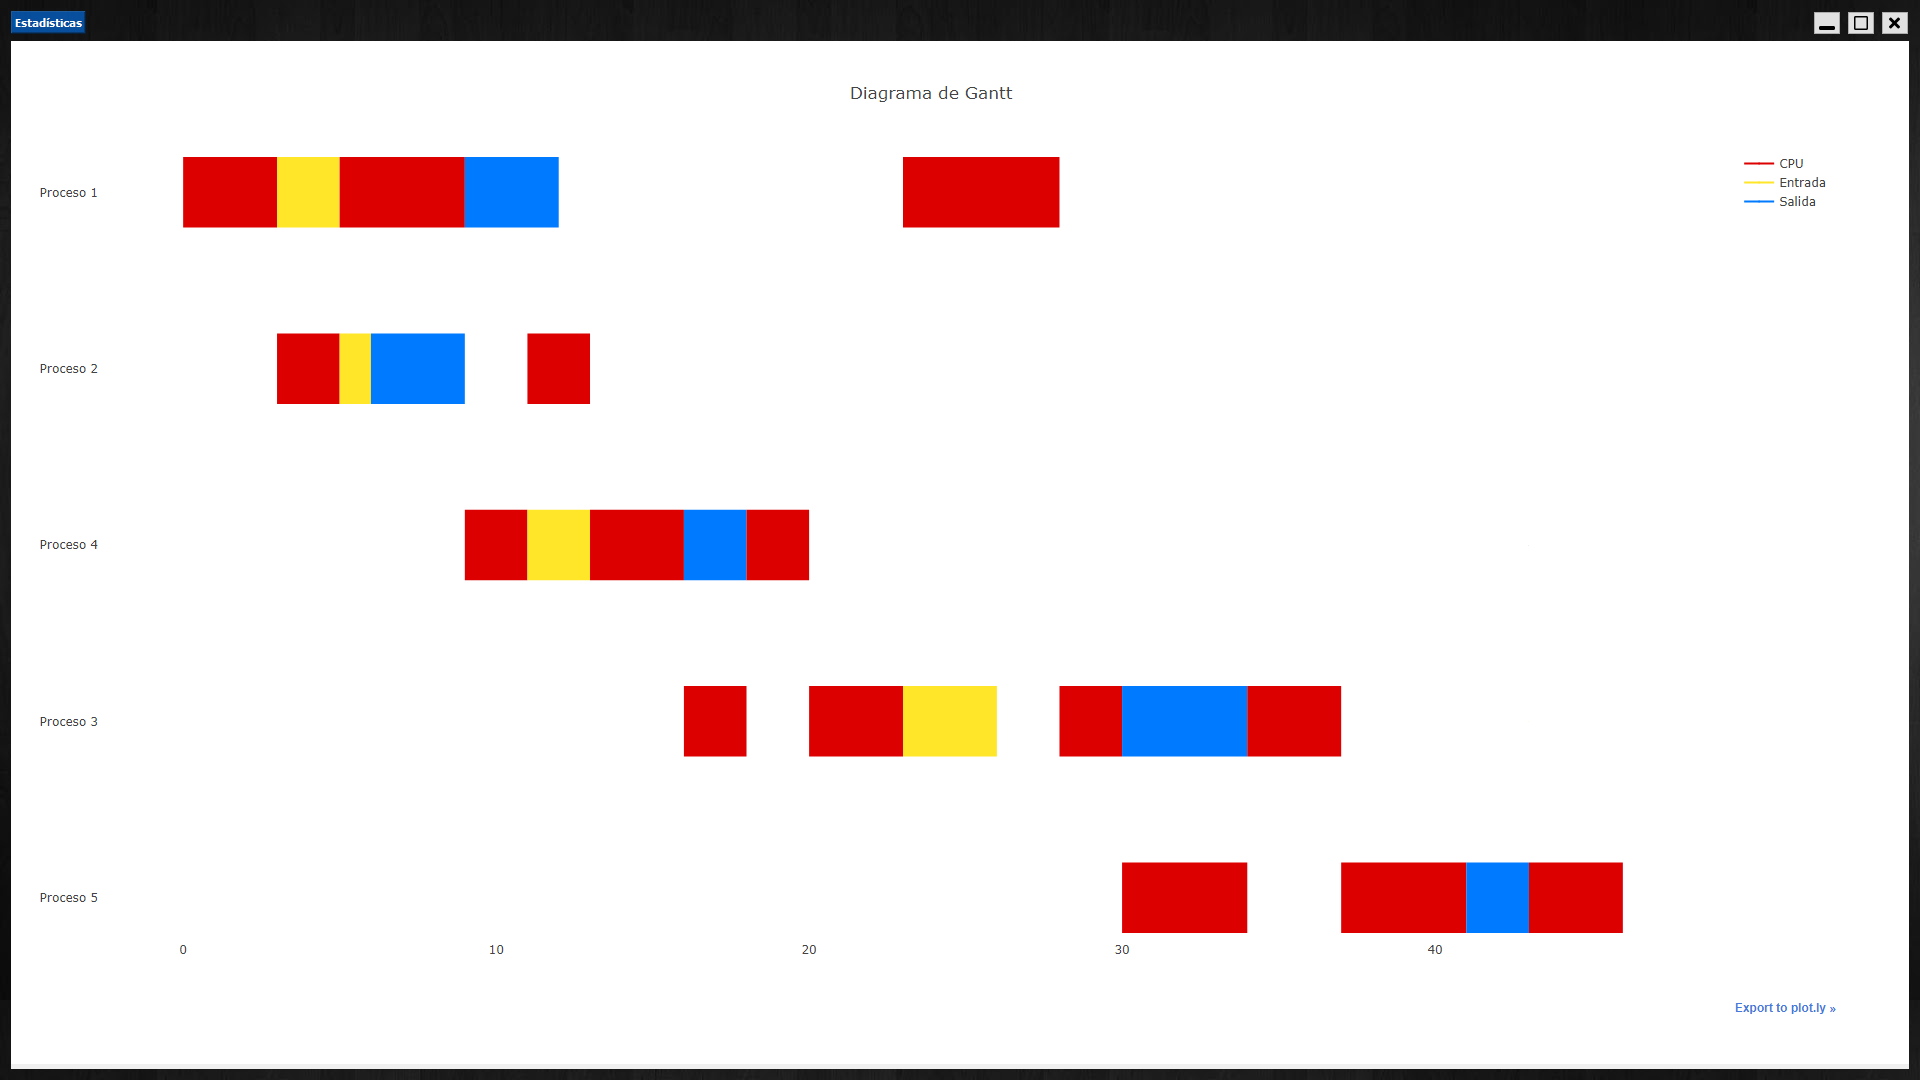 Estadísticas
Diagrama de Gantt
Proceso 1
CPU
Entrada
Salida
Proceso 2
Proceso 4
Proceso 3
Proceso 5
0 10 20 30 40
Export to plot.ly »